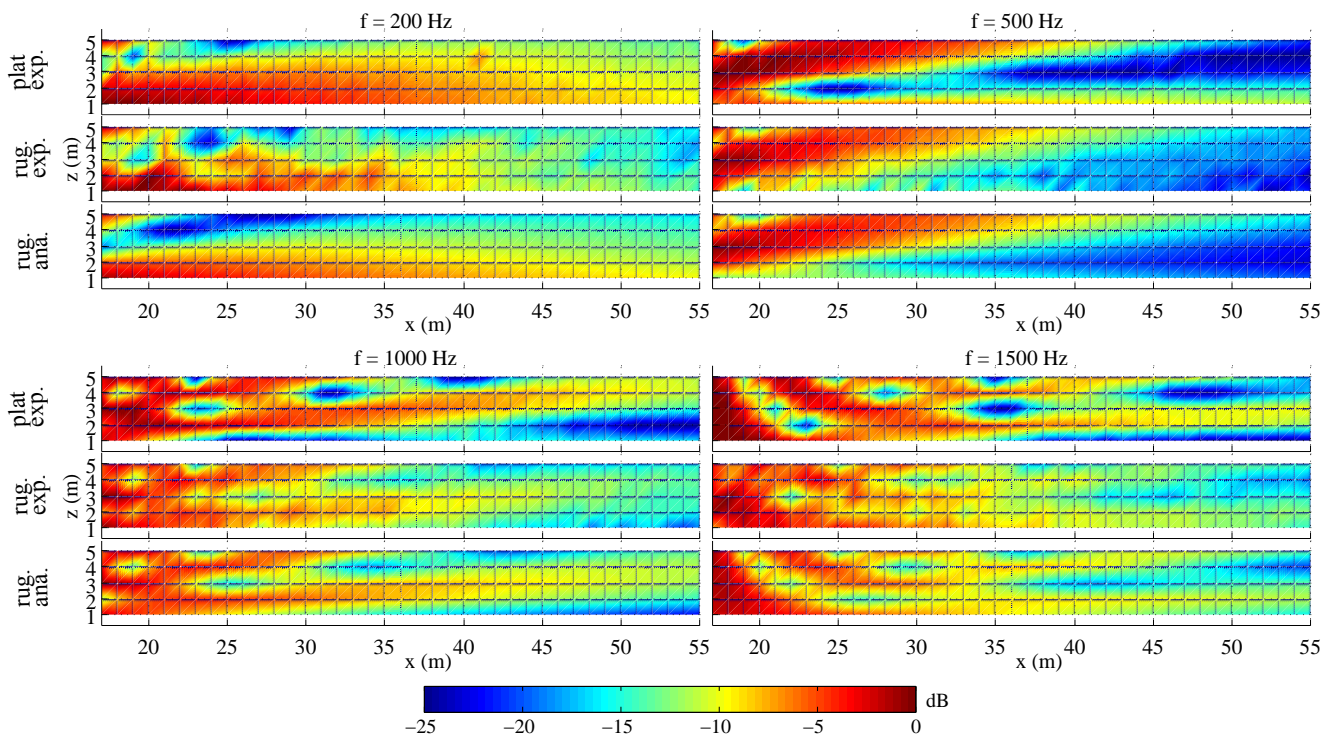 f = 200 Hz
f = 500 Hz
plat exp.
5
4
3
2
1
rug. exp.
z (m)
5
4
3
2
1
rug. ana.
5
4
3
2
1
20 25 30 35 40 45 50 55
20 25 30 35 40 45 50 55
x (m)
x (m)
f = 1000 Hz
f = 1500 Hz
plat exp.
5
4
3
2
1
rug. exp.
z (m)
5
4
3
2
1
rug. ana.
5
4
3
2
1
20 25 30 35 40 45 50 55
20 25 30 35 40 45 50 55
x (m)
x (m)
dB
−25 −20 −15 −10 −5 0